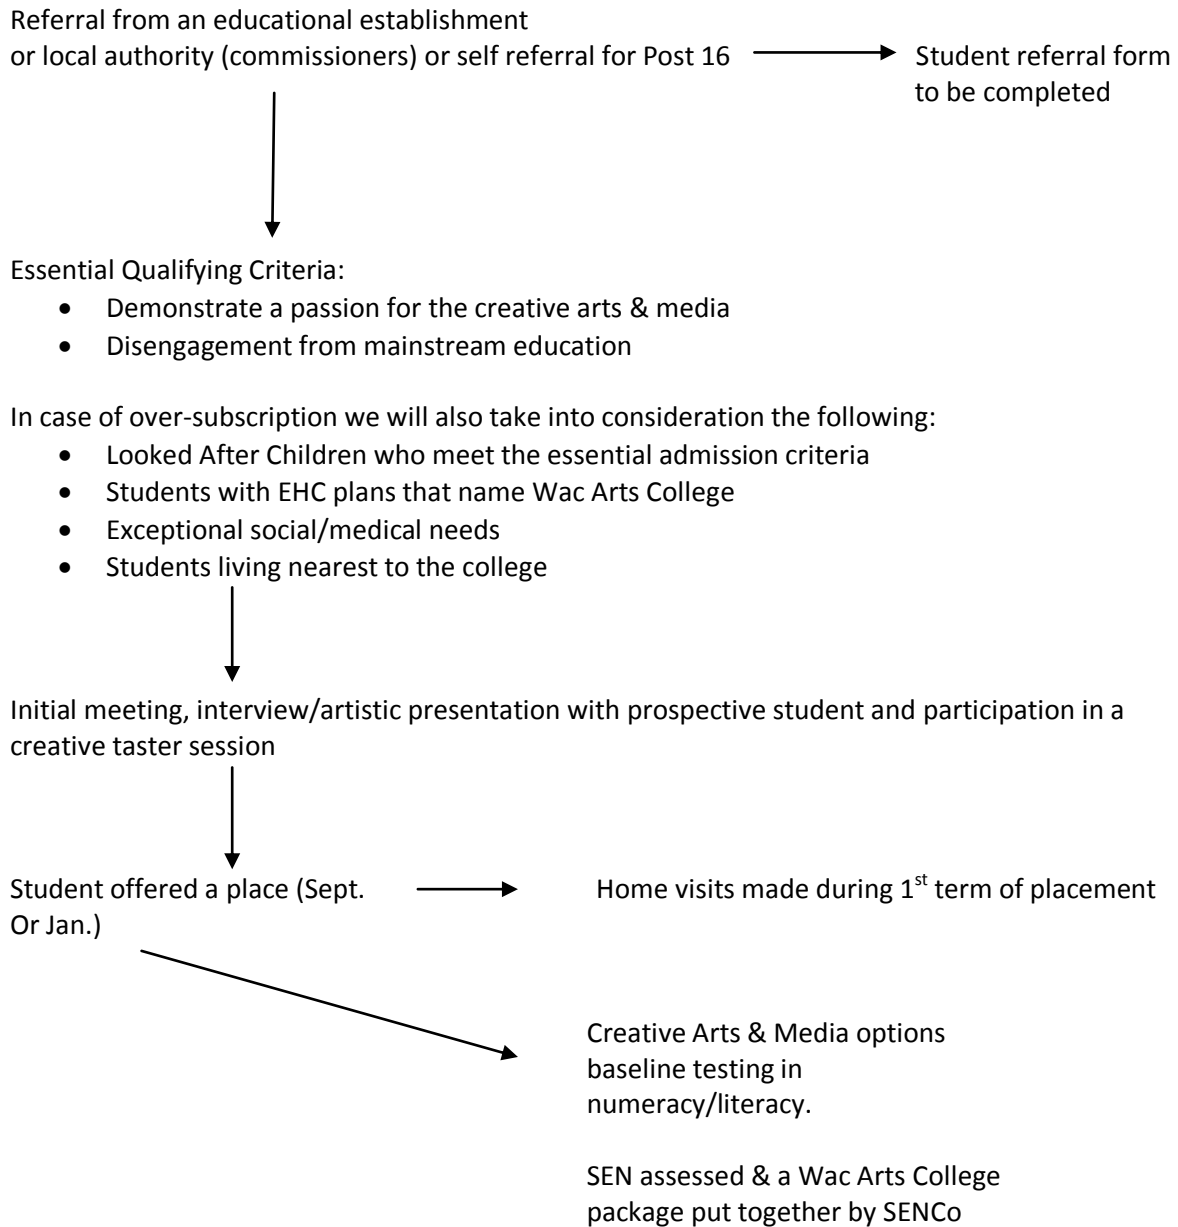 Referral from an educational establishment
or local authority (commissioners) or self referral for Post 16
Student referral form
to be completed
Essential Qualifying Criteria:
• Demonstrate a passion for the creative arts & media
• Disengagement from mainstream education
In case of over-subscription we will also take into consideration the following:
• Looked After Children who meet the essential admission criteria
• Students with EHC plans that name Wac Arts College
• Exceptional social/medical needs
• Students living nearest to the college
Initial meeting, interview/artistic presentation with prospective student and participation in a
creative taster session
Student offered a place (Sept.
Or Jan.)
Home visits made during 1st term of placement
Creative Arts & Media options
baseline testing in
numeracy/literacy.
SEN assessed & a Wac Arts College
package put together by SENCo